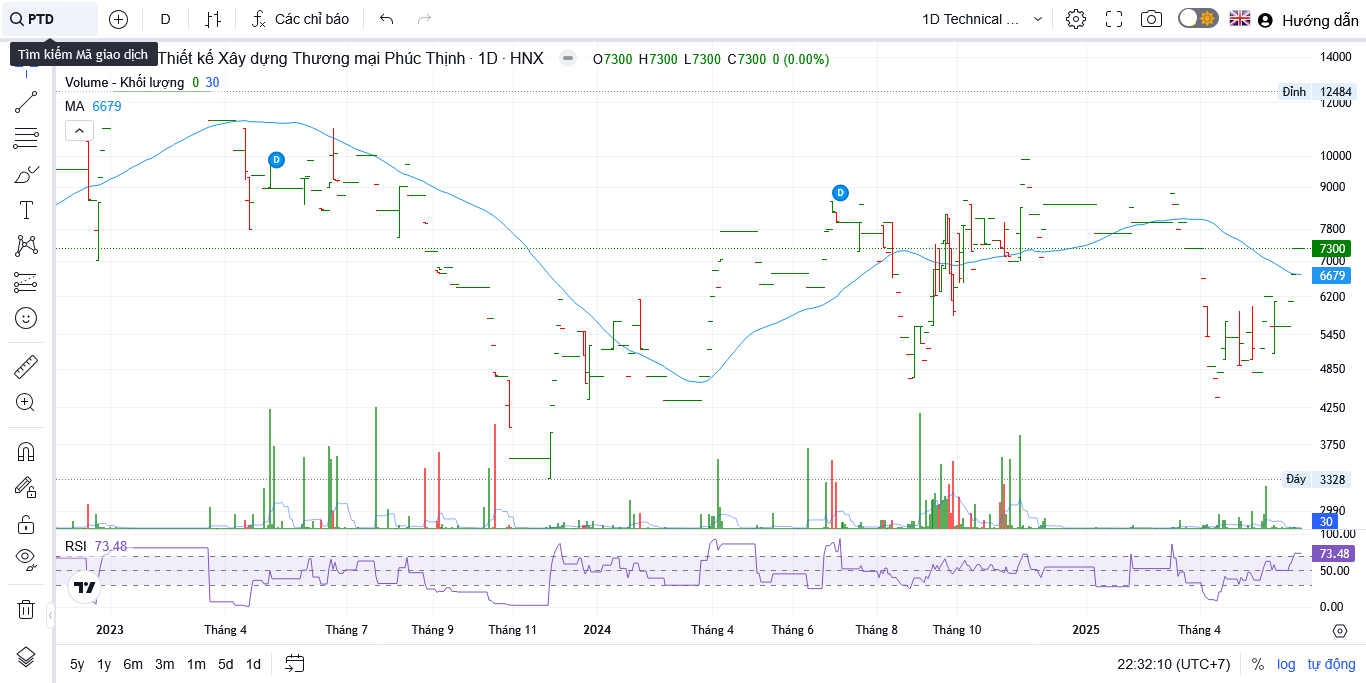 PTD
D
Các chỉ báo
1D Technical ...
Hướng dẫn
Tìm kiếm Mã giao dịch
Thiết kế Xây dựng Thương mại Phúc Thịnh · 1D · HNX
O7300 H7300 L7300 C7300 0 (0.00%)
Volume - Khối lượng 0 30
MA 6679
D
D
14000
Đỉnh 12484
12000
10000
9000
7800
7300
7000
6679
6200
5450
4850
4250
3750
Đáy 3328
2990
30
100.00
RSI 73.48
73.48
50.00
0.00
2023 Tháng 4 Tháng 7 Tháng 9 Tháng 11 2024 Tháng 4 Tháng 6 Tháng 8 Tháng 10 2025 Tháng 4
5y 1y 6m 3m 1m 5d 1d
22:32:10 (UTC+7) % log tự động